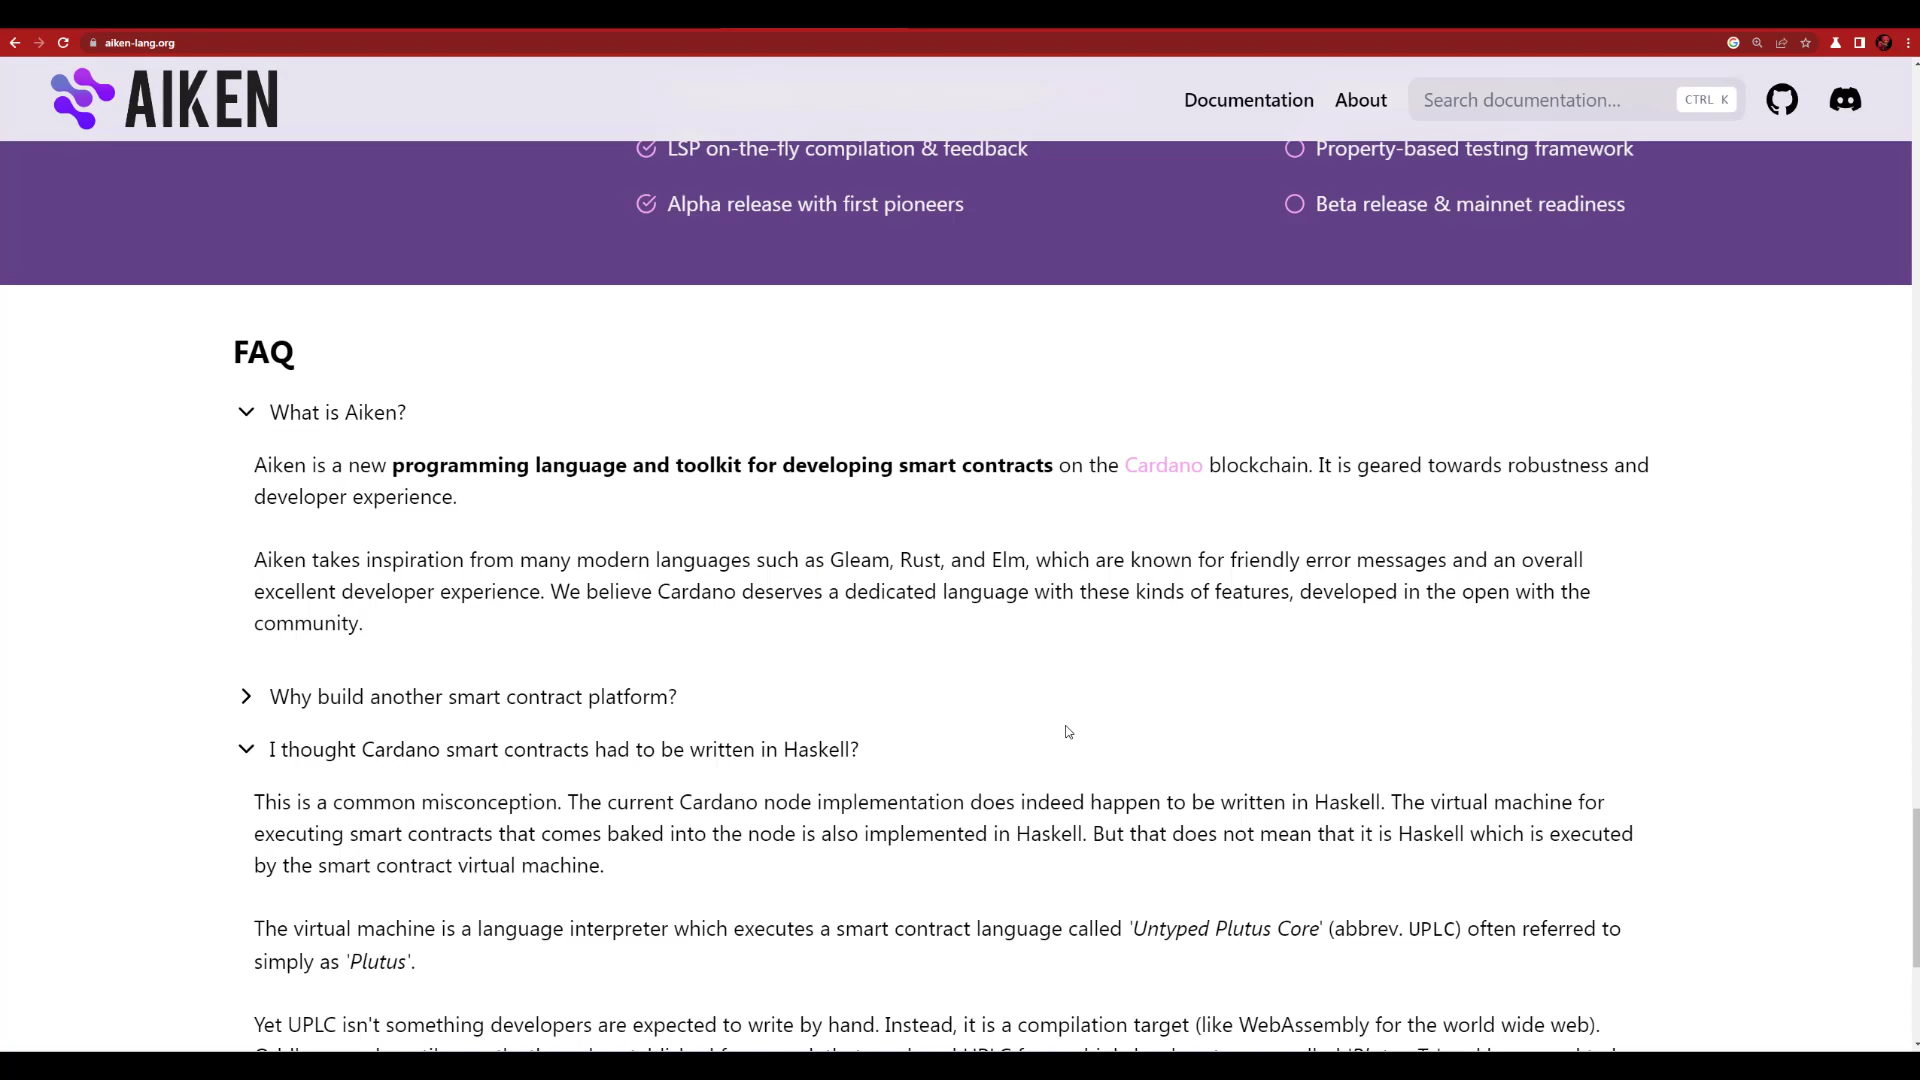 aiken-lang.org
AIKEN
Documentation
About
Search documentation...
CTRL K
LSP on-the-fly compilation & feedback
Property-based testing framework
Alpha release with first pioneers
Beta release & mainnet readiness
FAQ
What is Aiken?
Aiken is a new programming language and toolkit for developing smart contracts on the Cardano blockchain. It is geared towards robustness and
developer experience.
Aiken takes inspiration from many modern languages such as Gleam, Rust, and Elm, which are known for friendly error messages and an overall
excellent developer experience. We believe Cardano deserves a dedicated language with these kinds of features, developed in the open with the
community.
Why build another smart contract platform?
I thought Cardano smart contracts had to be written in Haskell?
This is a common misconception. The current Cardano node implementation does indeed happen to be written in Haskell. The virtual machine for
executing smart contracts that comes baked into the node is also implemented in Haskell. But that does not mean that it is Haskell which is executed
by the smart contract virtual machine.
The virtual machine is a language interpreter which executes a smart contract language called 'Untyped Plutus Core' (abbrev. UPLC) often referred to
simply as 'Plutus'.
Yet UPLC isn't something developers are expected to write by hand. Instead, it is a compilation target (like WebAssembly for the world wide web).